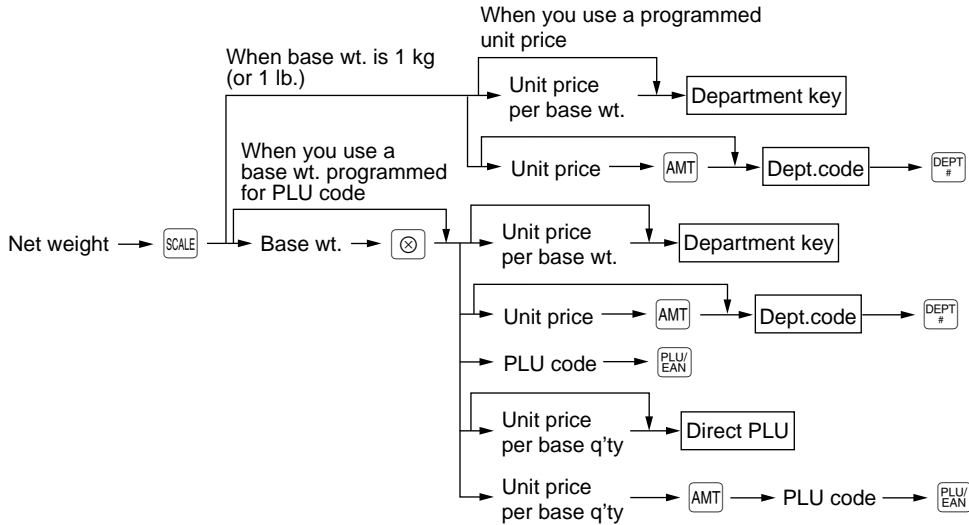 When you use a programmed
unit price
When base wt. is 1 kg
(or 1 lb.)
Unit price
per base wt.
Department key
When you use a
base wt. programmed
for PLU code
Unit price
AMT
Dept.code
DEPT
#
Net weight
SCALE
Base wt.
⊗
Unit price
per base wt.
Department key
Unit price
AMT
Dept.code
DEPT
#
PLU code
PLU/
EAN
Unit price
per base q'ty
Direct PLU
Unit price
per base q'ty
AMT
PLU code
PLU/
EAN